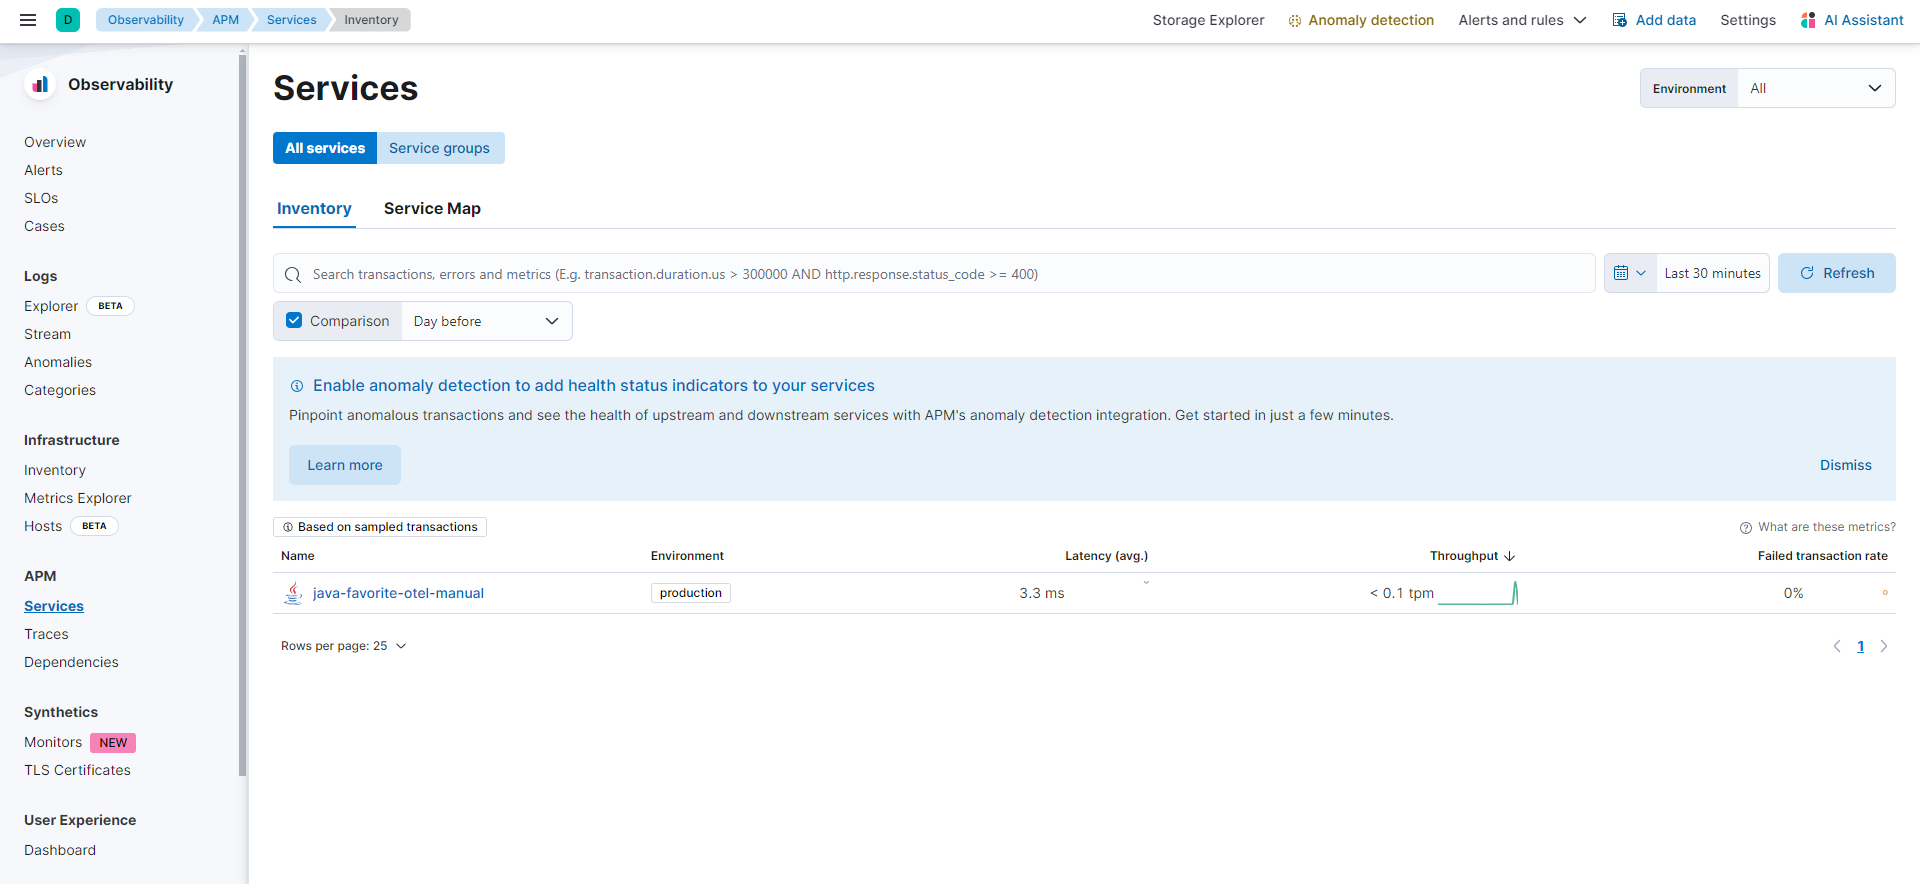 D
Observability
APM
Services
Inventory
Storage Explorer
Anomaly detection
Alerts and rules
Add data
Settings
AI Assistant
Observability
Overview
Alerts
SLOs
Cases
Logs
Explorer BETA
Stream
Anomalies
Categories
Infrastructure
Inventory
Metrics Explorer
Hosts BETA
APM
Services
Traces
Dependencies
Synthetics
Monitors NEW
TLS Certificates
User Experience
Dashboard
Services
Environment All
All services Service groups
Inventory Service Map
Search transactions, errors and metrics (E.g. transaction.duration.us > 300000 AND http.response.status_code >= 400)
Last 30 minutes
Refresh
Comparison Day before
Enable anomaly detection to add health status indicators to your services
Pinpoint anomalous transactions and see the health of upstream and downstream services with APM's anomaly detection integration. Get started in just a few minutes.
Learn more
Dismiss
Based on sampled transactions
What are these metrics?
Name Environment Latency (avg.) Throughput Failed transaction rate
java-favorite-otel-manual production 3.3 ms < 0.1 tpm 0%
Rows per page: 25
1